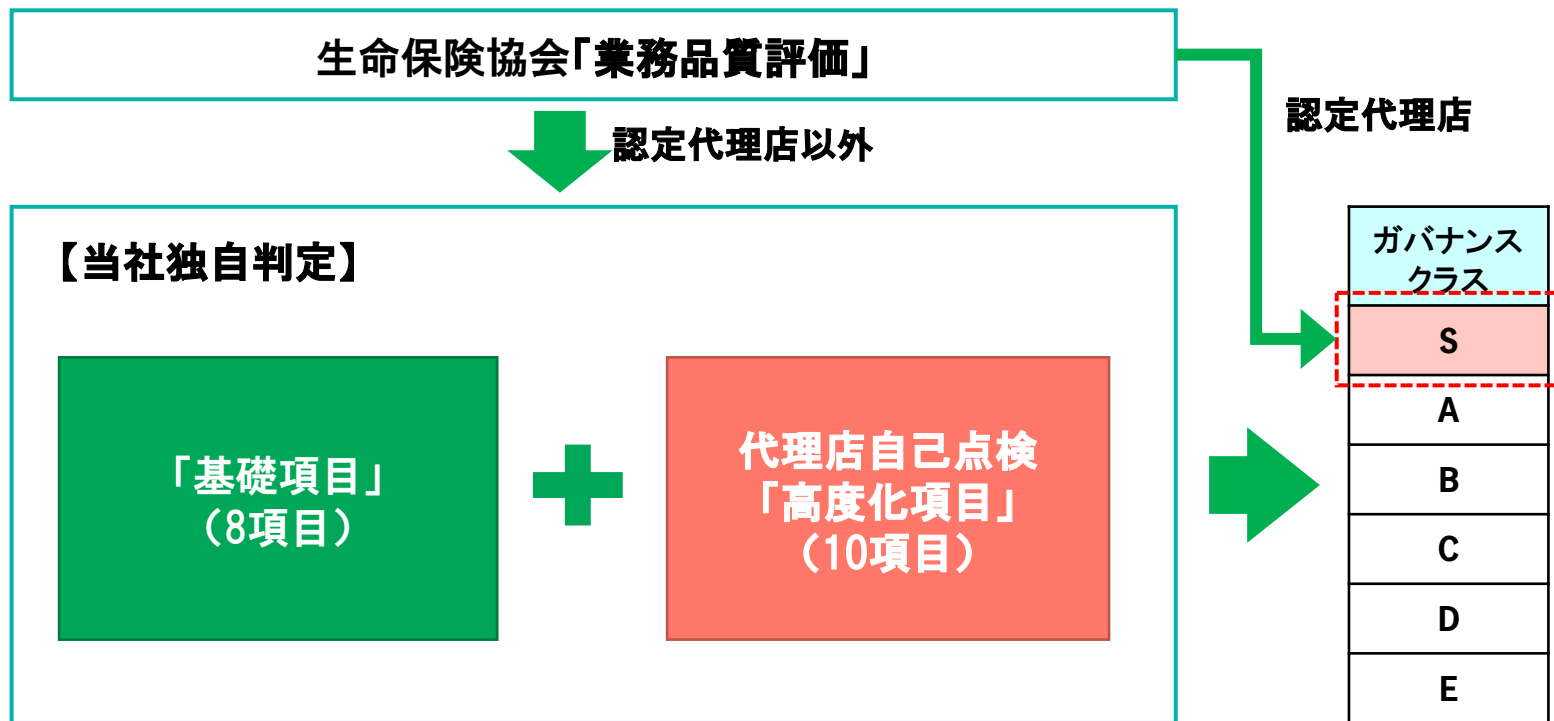 生命保険協会「業務品質評価」
認定代理店以外
認定代理店
【当社独自判定】
「基礎項目」
（8項目）
代理店自己点検
「高度化項目」
（10項目）
ガバナンス
クラス
S
A
B
C
D
E